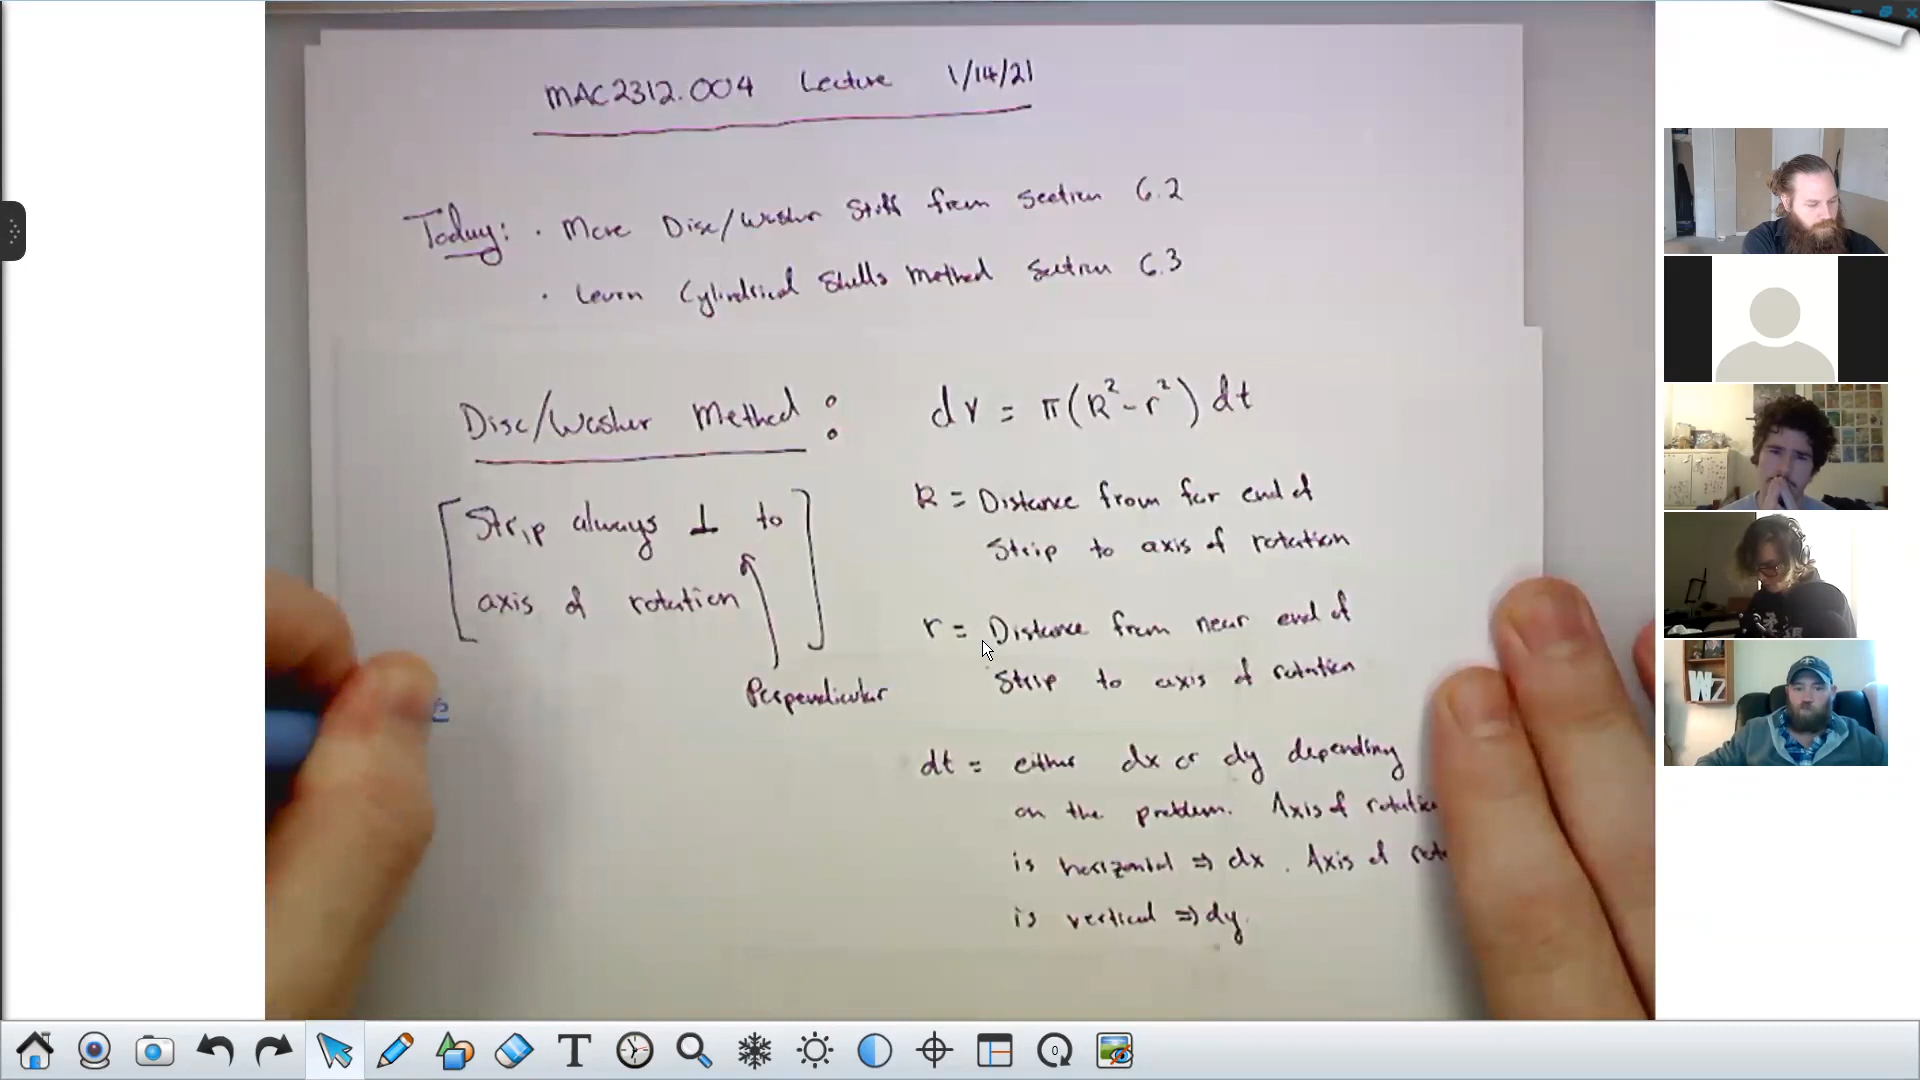 MAC2312.004 Lecture 1/14/21
Today: · More Disc/Washer Stuff from Section 6.2
· Learn Cylindrical Shells Method Section 6.3
Disc/Washer Method:
[Strip always ⊥ to
axis of rotation]
Perpendicular
dV = π(R²-r²) dt
R = Distance from far end of
Strip to axis of rotation
r = Distance from near end of
Strip to axis of rotation
dt = either dx or dy depending
on the problem. Axis of rotation
is horizontal ⇒ dx. Axis of
is vertical ⇒ dy.
T
0